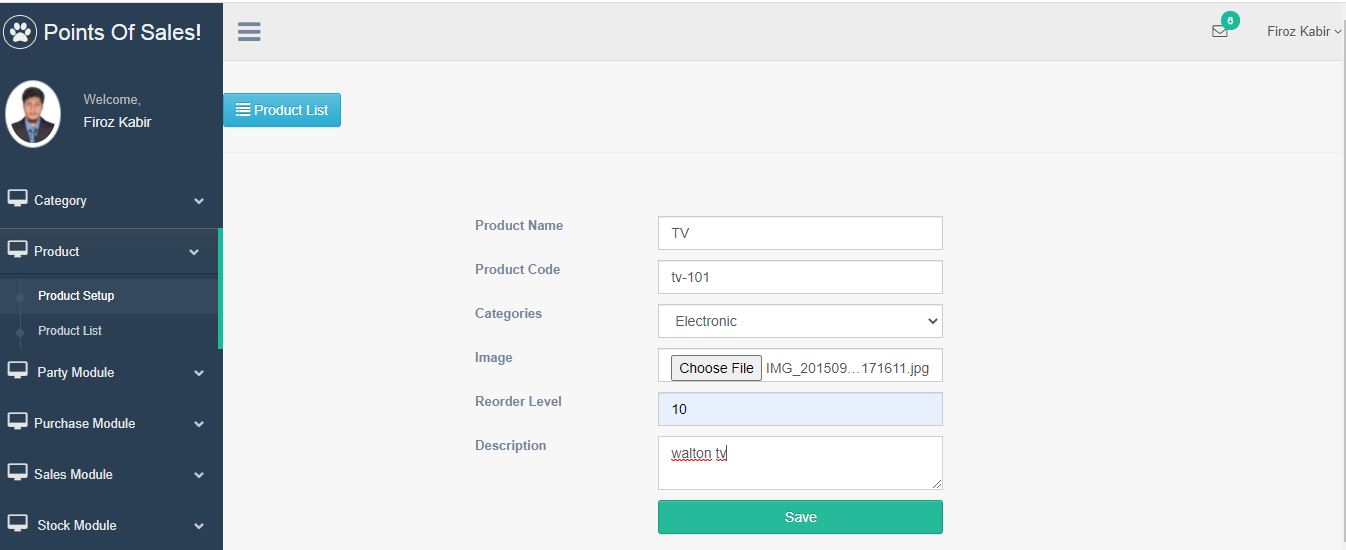 Points Of Sales!
6
Firoz Kabir
Welcome,
Firoz Kabir
Product List
Category
Product
Product Setup
Product List
Party Module
Purchase Module
Sales Module
Stock Module
Product Name
TV
Product Code
tv-101
Categories
Electronic
Image
Choose File IMG_201509...171611.jpg
Reorder Level
10
Description
walton tv
Save